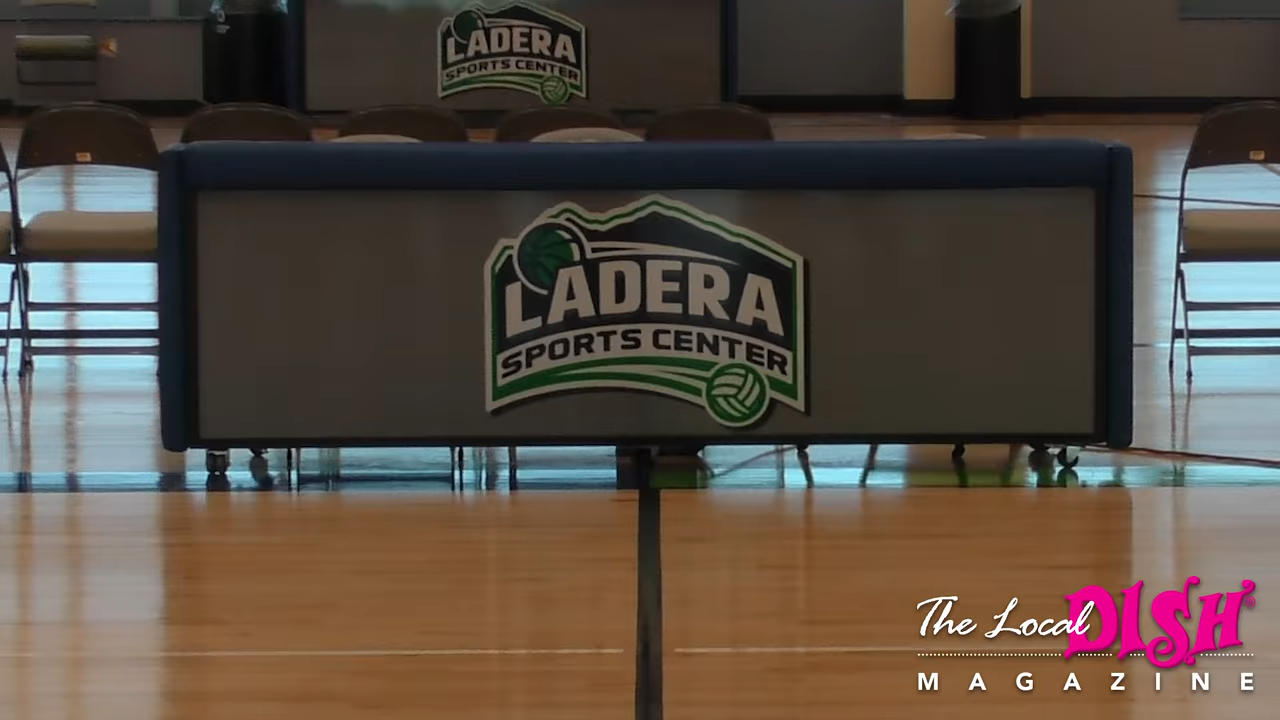 LADERA
SPORTS CENTER
LADERA
SPORTS CENTER
The Local DISH®
MAGAZINE